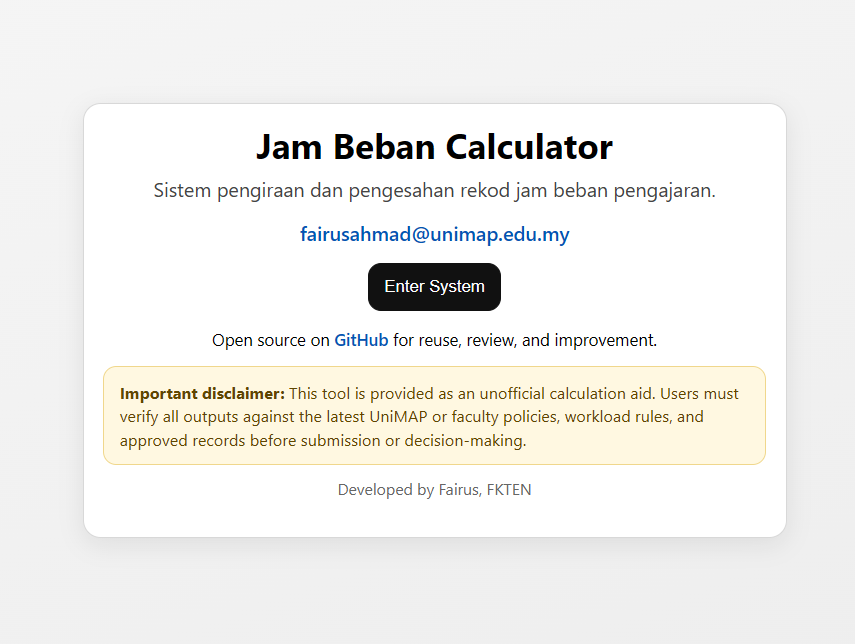 Jam Beban Calculator
Sistem pengiraan dan pengesahan rekod jam beban pengajaran.
fairusahmad@unimap.edu.my
Enter System
Open source on GitHub for reuse, review, and improvement.
Important disclaimer: This tool is provided as an unofficial calculation aid. Users must
verify all outputs against the latest UniMAP or faculty policies, workload rules, and
approved records before submission or decision-making.
Developed by Fairus, FKTEN